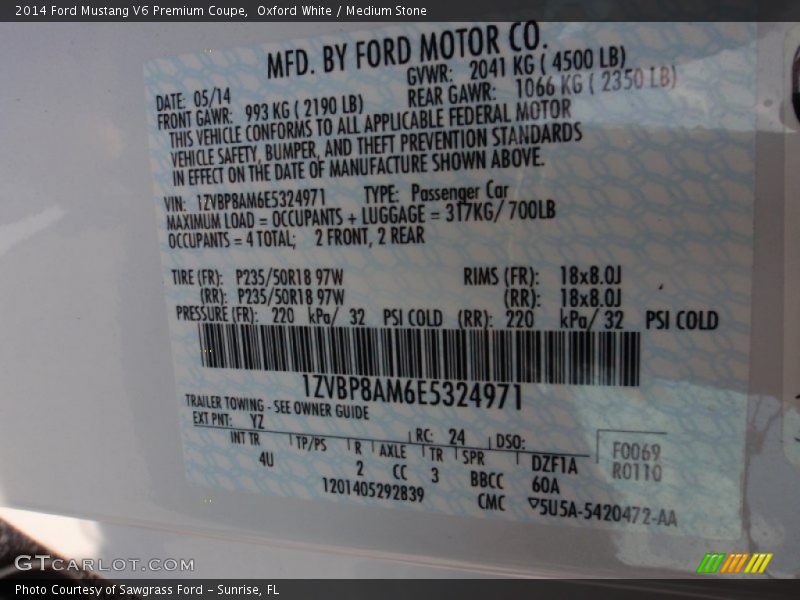 2014 Ford Mustang V6 Premium Coupe, Oxford White / Medium Stone
MFD. BY FORD MOTOR CO.
DATE: 05/14 GVWR: 2041 KG ( 4500 LB)
FRONT GAWR: 993 KG ( 2190 LB) REAR GAWR: 1066 KG ( 2350 LB)
THIS VEHICLE CONFORMS TO ALL APPLICABLE FEDERAL MOTOR
VEHICLE SAFETY, BUMPER, AND THEFT PREVENTION STANDARDS
IN EFFECT ON THE DATE OF MANUFACTURE SHOWN ABOVE.
VIN: 1ZVBP8AM6E5324971 TYPE: Passenger Car
MAXIMUM LOAD = OCCUPANTS + LUGGAGE = 317KG/ 700LB
OCCUPANTS = 4 TOTAL; 2 FRONT, 2 REAR
TIRE (FR): P235/50R18 97W RIMS (FR): 18x8.0J
(RR): P235/50R18 97W (RR): 18x8.0J
PRESSURE (FR): 220 kPa/ 32 PSI COLD (RR): 220 kPa/ 32 PSI COLD
1ZVBP8AM6E5324971
TRAILER TOWING - SEE OWNER GUIDE
EXT PNT: YZ RC: 24 DSO: F0069
INT TR TP/PS R AXLE TR SPR DZF1A R0110
4U 2 CC 3 BBCC 60A
1201405292839 CMC ▽5U5A-5420472-AA
GTCARLOT.COM
Photo Courtesy of Sawgrass Ford - Sunrise, FL